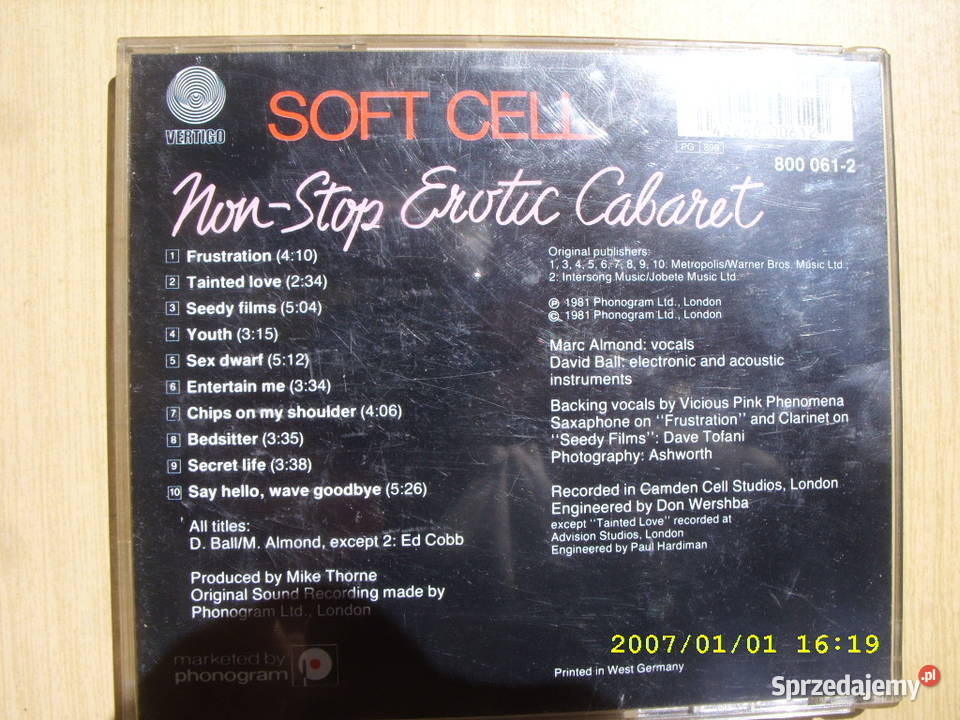 VERTIGO
SOFT CELL
PG 899
800 061-2
Non-Stop Erotic Cabaret
1 Frustration (4:10)
2 Tainted love (2:34)
3 Seedy films (5:04)
4 Youth (3:15)
5 Sex dwarf (5:12)
6 Entertain me (3:34)
7 Chips on my shoulder (4:06)
8 Bedsitter (3:35)
9 Secret life (3:38)
10 Say hello, wave goodbye (5:26)
All titles:
D. Ball/M. Almond, except 2: Ed Cobb
Produced by Mike Thorne
Original Sound Recording made by
Phonogram Ltd., London
marketed by
phonogram
Original publishers:
1, 3, 4, 5, 6, 7, 8, 9, 10: Metropolis/Warner Bros. Music Ltd.;
2: Intersong Music/Jobete Music Ltd.
℗ 1981 Phonogram Ltd., London
© 1981 Phonogram Ltd., London
Marc Almond: vocals
David Ball: electronic and acoustic
instruments
Backing vocals by Vicious Pink Phenomena
Saxaphone on "Frustration" and Clarinet on
"Seedy Films": Dave Tofani
Photography: Ashworth
Recorded in Camden Cell Studios, London
Engineered by Don Wershba
except "Tainted Love" recorded at
Advision Studios, London
Engineered by Paul Hardiman
2007/01/01 16:19
Printed in West Germany
Sprzedajemy.pl